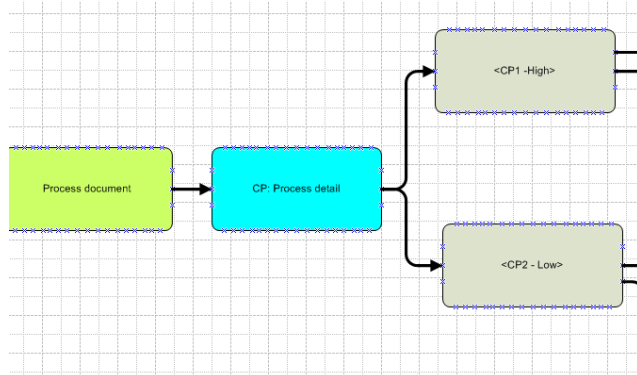 <CP1 -High>
Process document
CP: Process detail
<CP2 - Low>